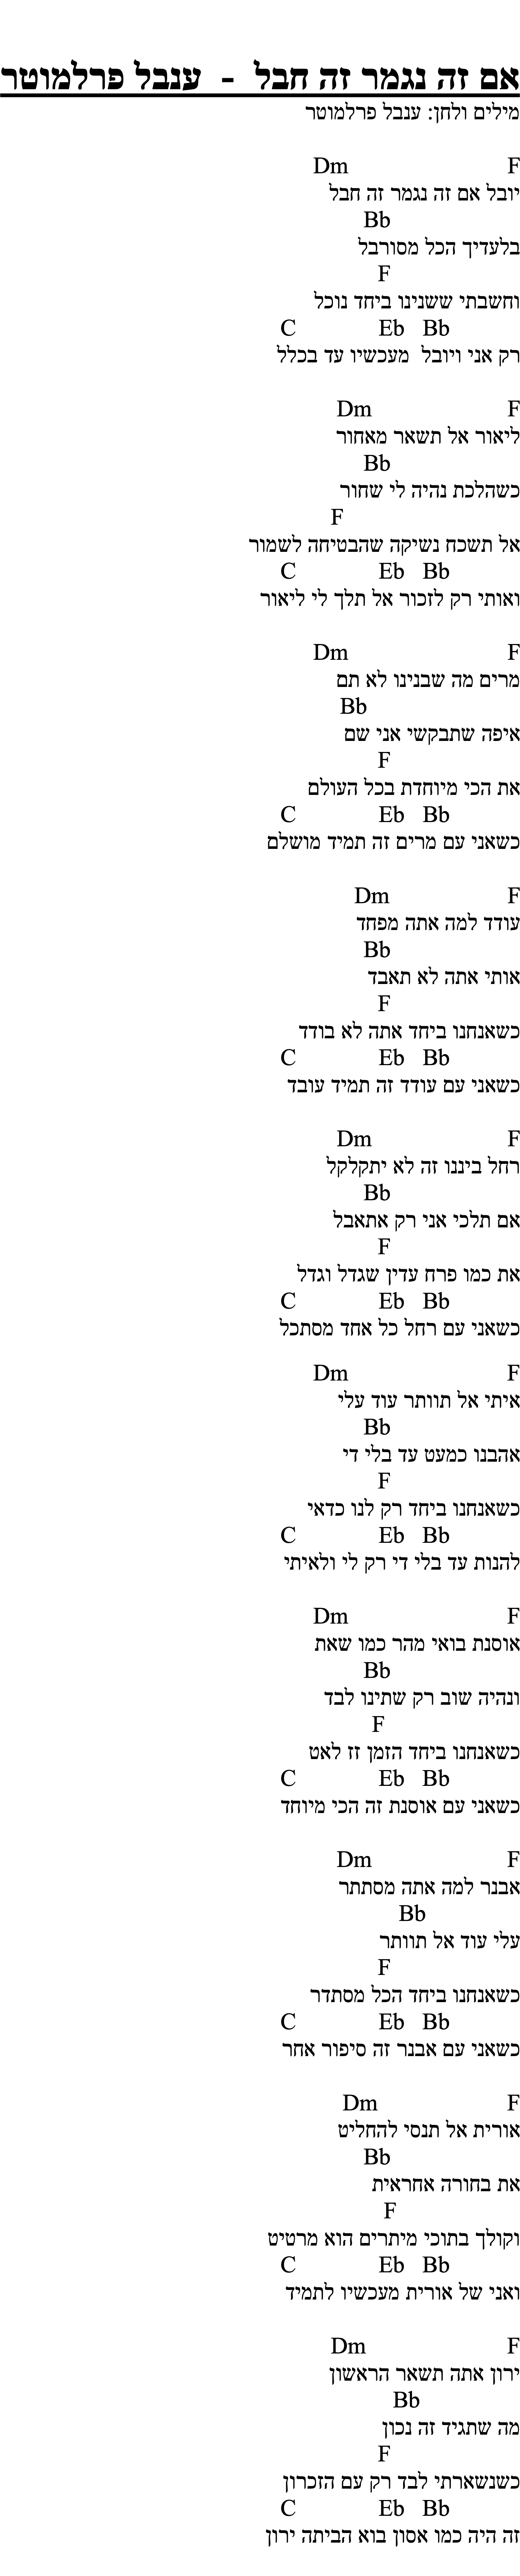 אם זה נגמר זה חבל - ענבל פרלמוטר
מילים ולחן: ענבל פרלמוטר
F Dm
יובל אם זה נגמר זה חבל
Bb
בלעדיך הכל מסורבל
F
וחשבתי ששנינו ביחד נוכל
Bb Eb C
רק אני ויובל מעכשיו עד בכלל
F Dm
ליאור אל תשאר מאחור
Bb
כשהלכת נהיה לי שחור
F
אל תשכח נשיקה שהבטיחה לשמור
Bb Eb C
ואותי רק לזכור אל תלך לי ליאור
F Dm
מרים מה שבנינו לא תם
Bb
איפה שתבקשי אני שם
F
את הכי מיוחדת בכל העולם
Bb Eb C
כשאני עם מרים זה תמיד מושלם
F Dm
עודד למה אתה מפחד
Bb
אותי אתה לא תאבד
F
כשאנחנו ביחד אתה לא בודד
Bb Eb C
כשאני עם עודד זה תמיד עובד
F Dm
רחל ביננו זה לא יתקלקל
Bb
אם תלכי אני רק אתאבל
F
את כמו פרח עדין שגדל וגדל
Bb Eb C
כשאני עם רחל כל אחד מסתכל
F Dm
איתי אל תוותר עוד עלי
Bb
אהבנו כמעט עד בלי די
F
כשאנחנו ביחד רק לנו כדאי
Bb Eb C
להנות עד בלי די רק לי ולאיתי
F Dm
אוסנת בואי מהר כמו שאת
Bb
ונהיה שוב רק שתינו לבד
F
כשאנחנו ביחד הזמן זז לאט
Bb Eb C
כשאני עם אוסנת זה הכי מיוחד
F Dm
אבנר למה אתה מסתתר
Bb
עלי עוד אל תוותר
F
כשאנחנו ביחד הכל מסתדר
Bb Eb C
כשאני עם אבנר זה סיפור אחר
F Dm
אורית אל תנסי להחליט
Bb
את בחורה אחראית
F
וקולך בתוכי מיתרים הוא מרטיט
Bb Eb C
ואני של אורית מעכשיו לתמיד
F Dm
ירון אתה תשאר הראשון
Bb
מה שתגיד זה נכון
F
כשנשארתי לבד רק עם הזכרון
Bb Eb C
זה היה כמו אסון בוא הביתה ירון